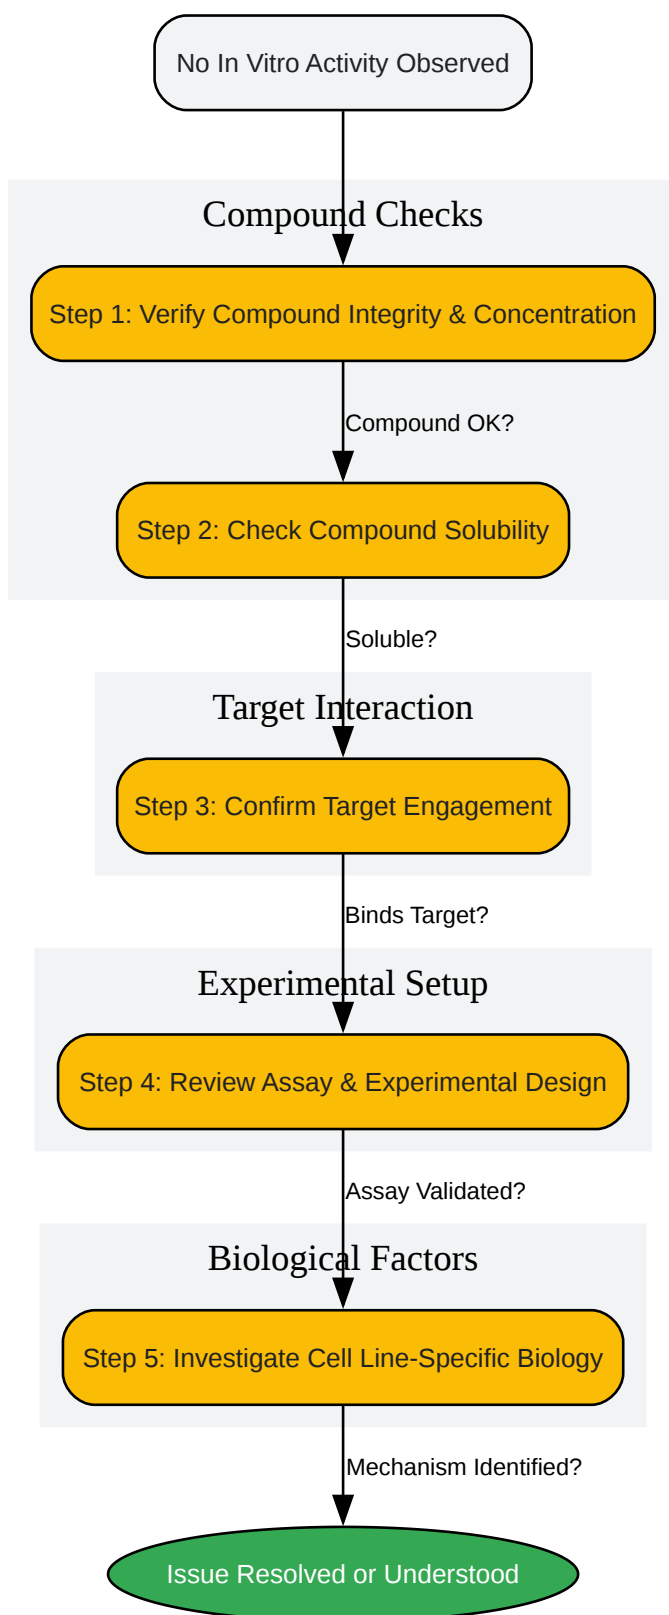 No In Vitro Activity Observed
Compound Checks
Step 1: Verify Compound Integrity & Concentration
Compound OK?
Step 2: Check Compound Solubility
Soluble?
Target Interaction
Step 3: Confirm Target Engagement
Binds Target?
Experimental Setup
Step 4: Review Assay & Experimental Design
Assay Validated?
Biological Factors
Step 5: Investigate Cell Line-Specific Biology
Mechanism Identified?
Issue Resolved or Understood